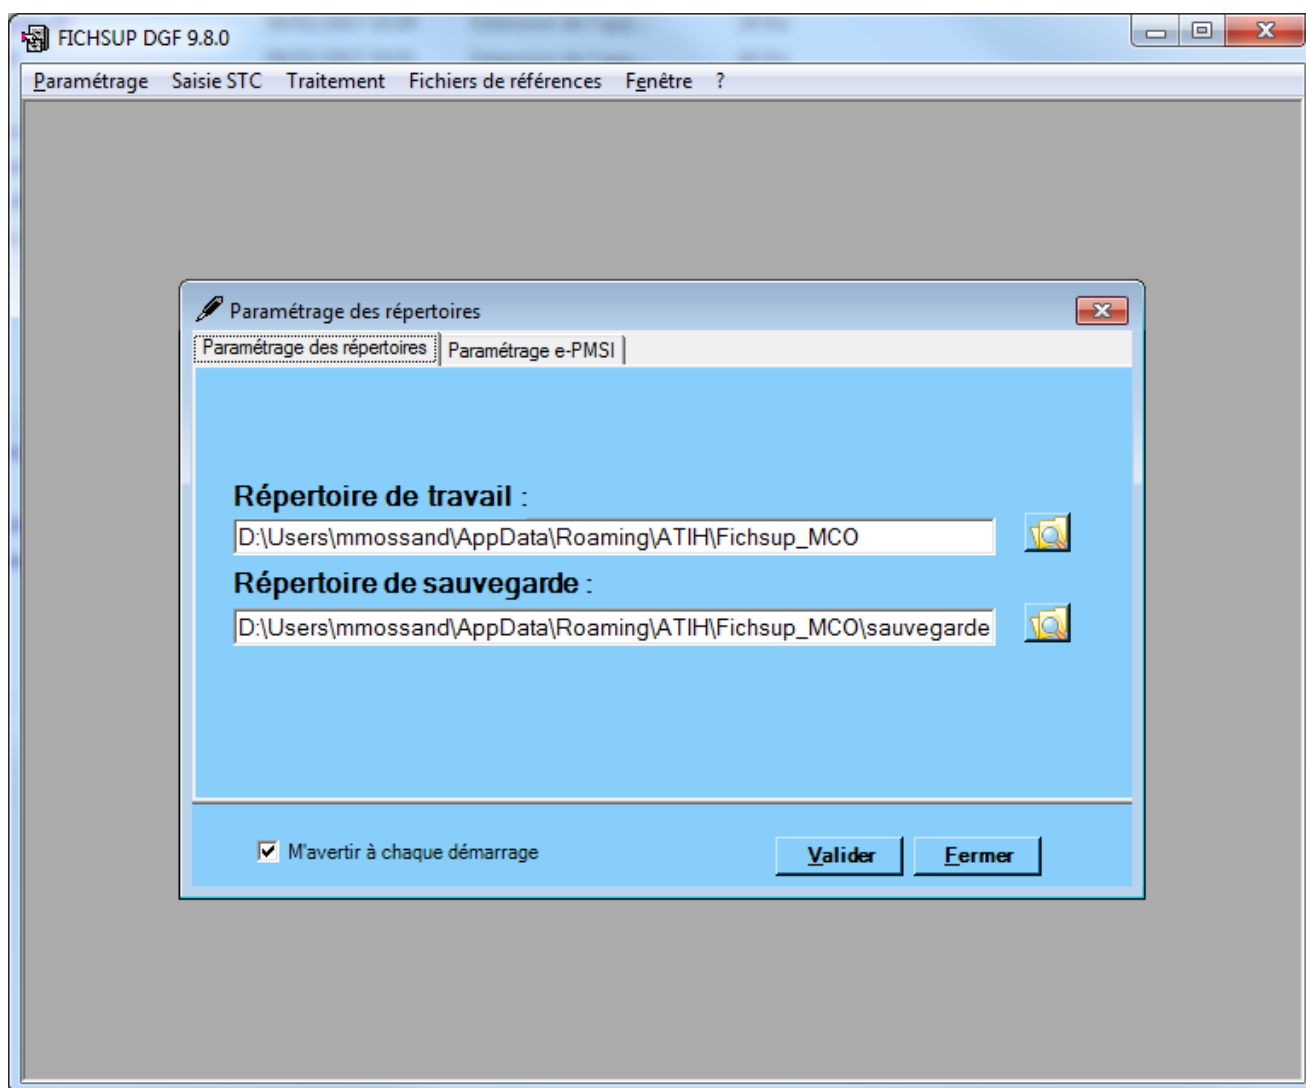 FICHSUP DGF 9.8.0
Paramétrage Saisie STC Traitement Fichiers de références Fenêtre ?
Paramétrage des répertoires
Paramétrage des répertoires Paramétrage e-PMSI
Répertoire de travail :
D:\Users\mmossand\AppData\Roaming\ATIH\Fichsup_MCO
Répertoire de sauvegarde :
D:\Users\mmossand\AppData\Roaming\ATIH\Fichsup_MCO\sauvegarde
M'avertir à chaque démarrage Valider Fermer